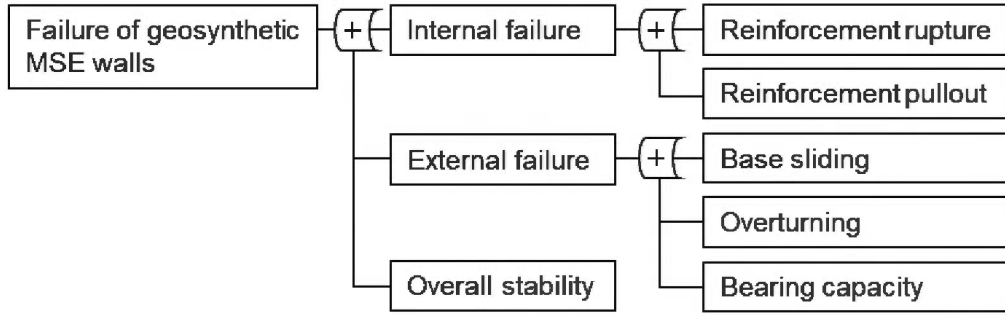 Failure of geosynthetic
MSE walls
+
Internal failure
+
Reinforcement rupture
Reinforcement pullout
External failure
+
Base sliding
Overturning
Bearing capacity
Overall stability